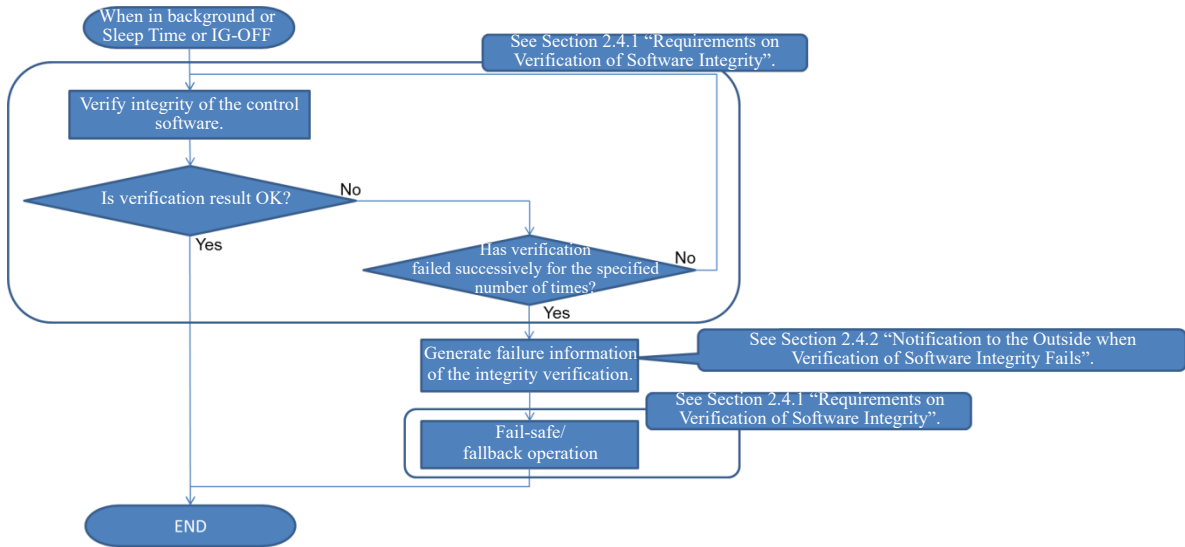 When in background or
Sleep Time or IG-OFF
See Section 2.4.1 “Requirements on
Verification of Software Integrity”.
Verify integrity of the control
software.
Is verification result OK?
No
Yes
Has verification
failed successively for the specified
number of times?
No
Yes
Generate failure information
of the integrity verification.
See Section 2.4.2 “Notification to the Outside when
Verification of Software Integrity Fails”.
See Section 2.4.1 “Requirements on
Verification of Software Integrity”.
Fail-safe/
fallback operation
END